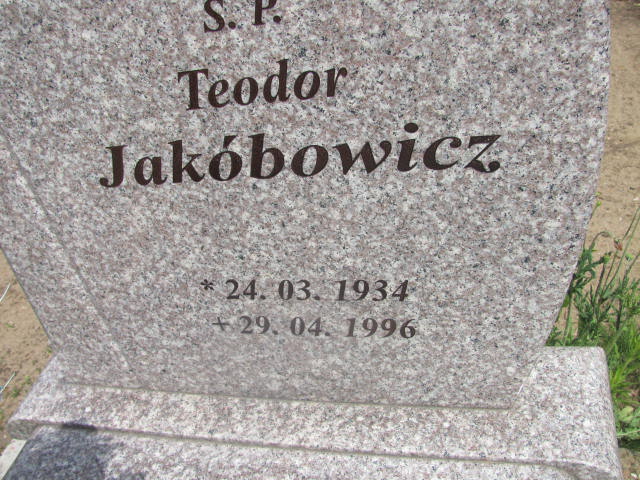 Ś. P.
Teodor
Jakóbowicz
* 24. 03. 1934
+ 29. 04. 1996